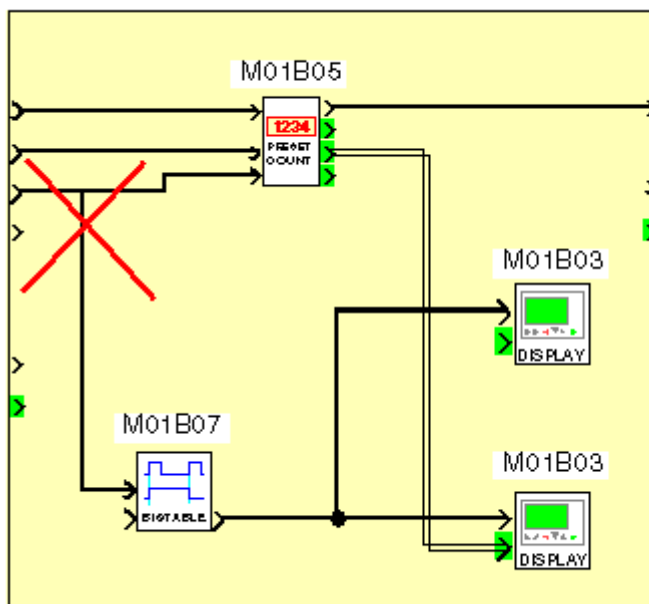 M01B05
1234
PRESET
COUNT
M01B03
DISPLAY
M01B07
BISTABLE
M01B03
DISPLAY